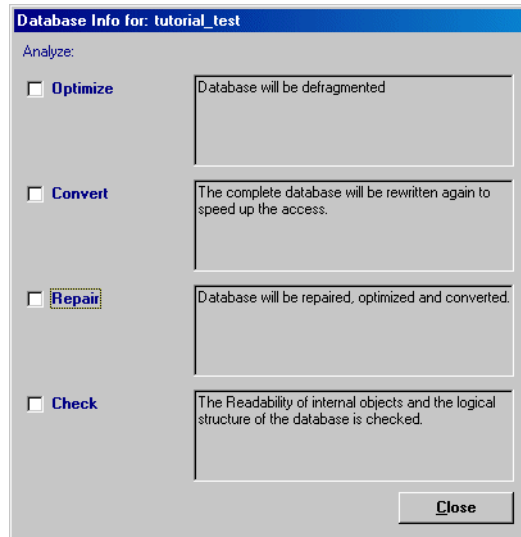 Database Info for: tutorial_test
Analyze:
Optimize
Database will be defragmented
Convert
The complete database will be rewritten again to
speed up the access.
Repair
Database will be repaired, optimized and converted.
Check
The Readability of internal objects and the logical
structure of the database is checked.
Close